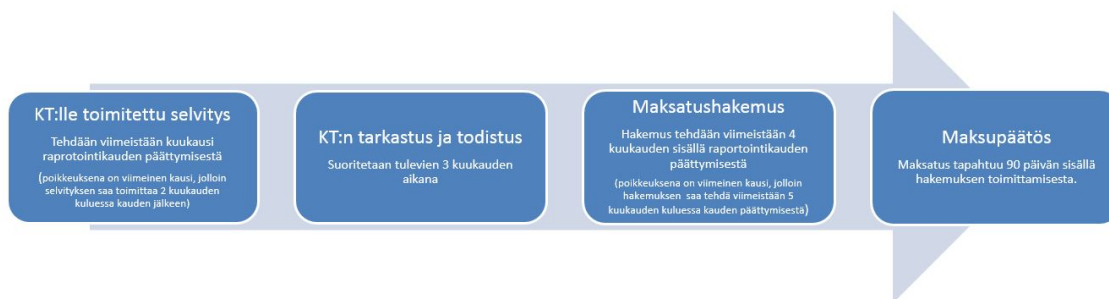 KT:lle toimitettu selvitys
Tehdään viimeistään kuukausi
raprotointikauden päättymisestä
(poikkeuksena on viimeinen kausi, jolloin
selvityksen saa toimittaa 2 kuukauden
kuluessa kauden jälkeen)
KT:n tarkastus ja todistus
Suoritetaan tulevien 3 kuukauden
aikana
Maksatushakemus
Hakemus tehdään viimeistään 4
kuukauden sisällä raportointikauden
päättymisestä
(poikkeuksena on viimeinen kausi, jolloin
hakemuksen saa tehdä viimeistään 5
kuukauden kuluessa kauden päättymisestä)
Maksupäätös
Maksatus tapahtuu 90 päivän sisällä
hakemuksen toimittamisesta.